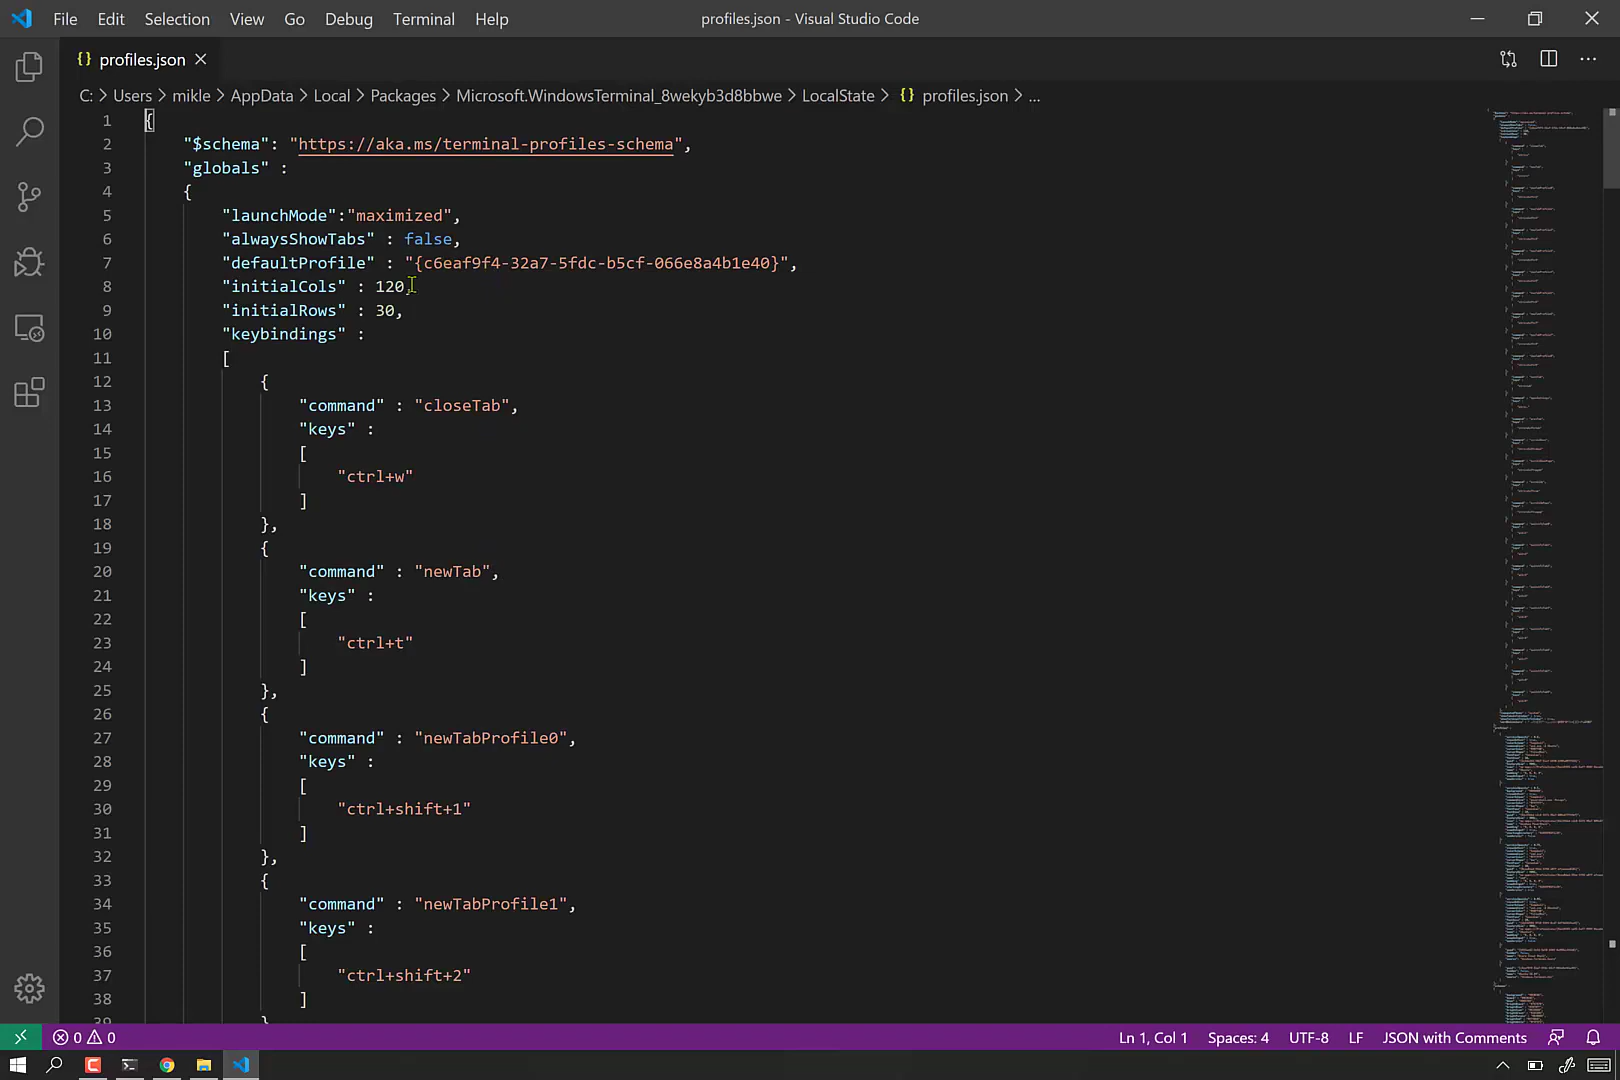 File Edit Selection View Go Debug Terminal Help profiles.json - Visual Studio Code
{} profiles.json
C: > Users > mikle > AppData > Local > Packages > Microsoft.WindowsTerminal_8wekyb3d8bbwe > LocalState > {} profiles.json > ...
1 {
2 "$schema": "https://aka.ms/terminal-profiles-schema",
3 "globals" :
4 {
5 "launchMode":"maximized",
6 "alwaysShowTabs" : false,
7 "defaultProfile" : "{c6eaf9f4-32a7-5fdc-b5cf-066e8a4b1e40}",
8 "initialCols" : 120,
9 "initialRows" : 30,
10 "keybindings" :
11 [
12 {
13 "command" : "closeTab",
14 "keys" :
15 [
16 "ctrl+w"
17 ]
18 },
19 {
20 "command" : "newTab",
21 "keys" :
22 [
23 "ctrl+t"
24 ]
25 },
26 {
27 "command" : "newTabProfile0",
28 "keys" :
29 [
30 "ctrl+shift+1"
31 ]
32 },
33 {
34 "command" : "newTabProfile1",
35 "keys" :
36 [
37 "ctrl+shift+2"
38 ]
39 }
0 0 Ln 1, Col 1 Spaces: 4 UTF-8 LF JSON with Comments